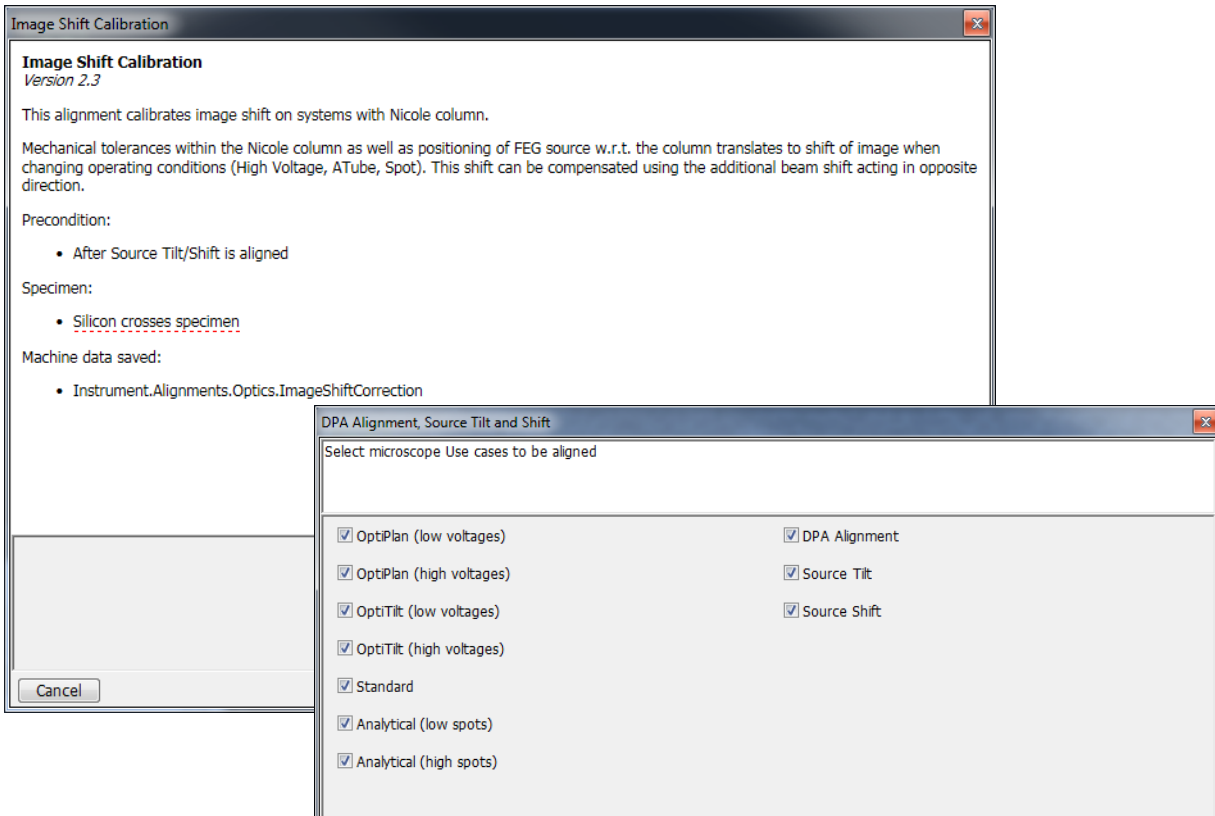 Image Shift Calibration
Image Shift Calibration
Version 2.3
This alignment calibrates image shift on systems with Nicole column.
Mechanical tolerances within the Nicole column as well as positioning of FEG source w.r.t. the column translates to shift of image when
changing operating conditions (High Voltage, ATube, Spot). This shift can be compensated using the additional beam shift acting in opposite
direction.
Precondition:
• After Source Tilt/Shift is aligned
Specimen:
• Silicon crosses specimen
Machine data saved:
• Instrument.Alignments.Optics.ImageShiftCorrection
Cancel
DPA Alignment, Source Tilt and Shift
Select microscope Use cases to be aligned
OptiPlan (low voltages)
OptiPlan (high voltages)
OptiTilt (low voltages)
OptiTilt (high voltages)
Standard
Analytical (low spots)
Analytical (high spots)
DPA Alignment
Source Tilt
Source Shift